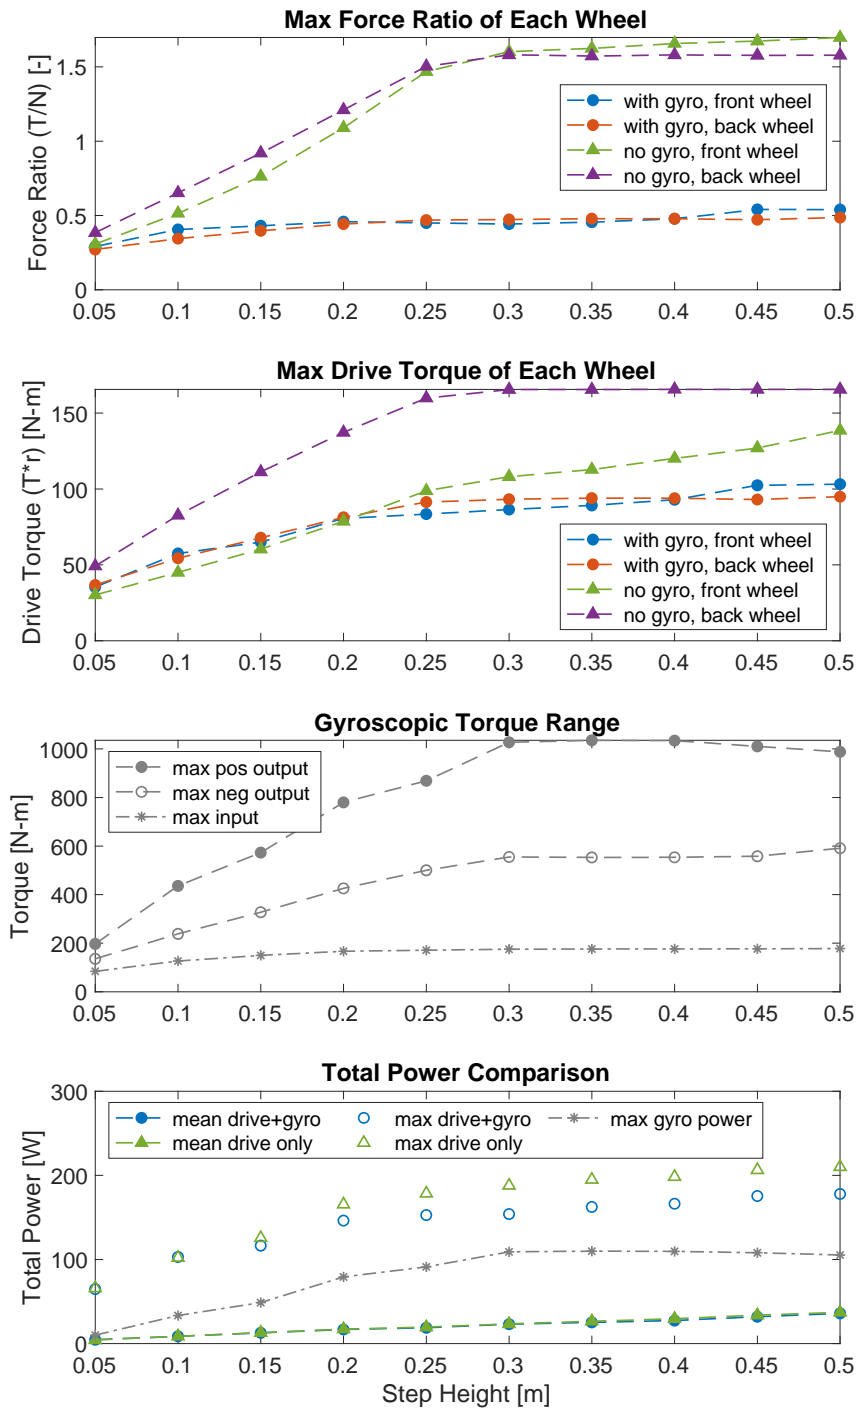 Max Force Ratio of Each Wheel
Force Ratio (T/N) [-]
1.5
1
0.5
0
with gyro, front wheel
with gyro, back wheel
no gyro, front wheel
no gyro, back wheel
0.05 0.1 0.15 0.2 0.25 0.3 0.35 0.4 0.45 0.5
Max Drive Torque of Each Wheel
Drive Torque (T*r) [N-m]
150
100
50
0
with gyro, front wheel
with gyro, back wheel
no gyro, front wheel
no gyro, back wheel
0.05 0.1 0.15 0.2 0.25 0.3 0.35 0.4 0.45 0.5
Gyroscopic Torque Range
Torque [N-m]
1000
800
600
400
200
0
max pos output
max neg output
max input
0.05 0.1 0.15 0.2 0.25 0.3 0.35 0.4 0.45 0.5
Total Power Comparison
Total Power [W]
300
200
100
0
mean drive+gyro max drive+gyro max gyro power
mean drive only max drive only
0.05 0.1 0.15 0.2 0.25 0.3 0.35 0.4 0.45 0.5
Step Height [m]